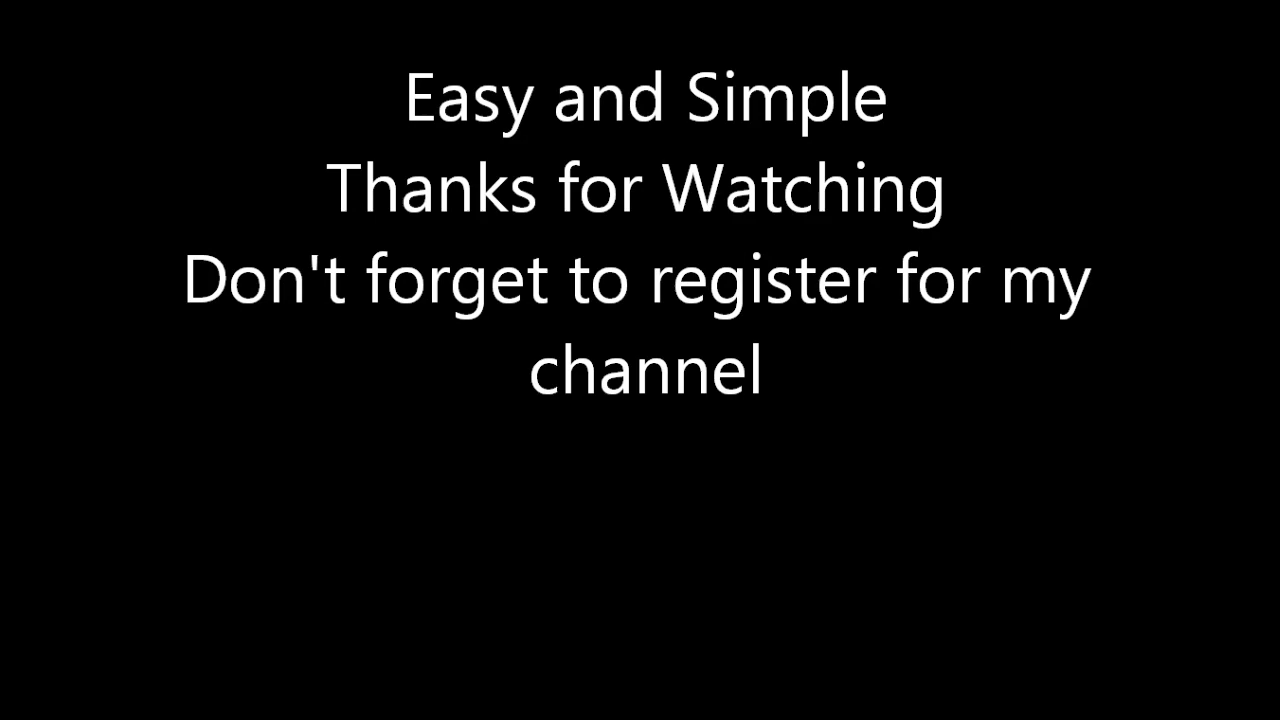 Easy and Simple
Thanks for Watching
Don't forget to register for my
channel